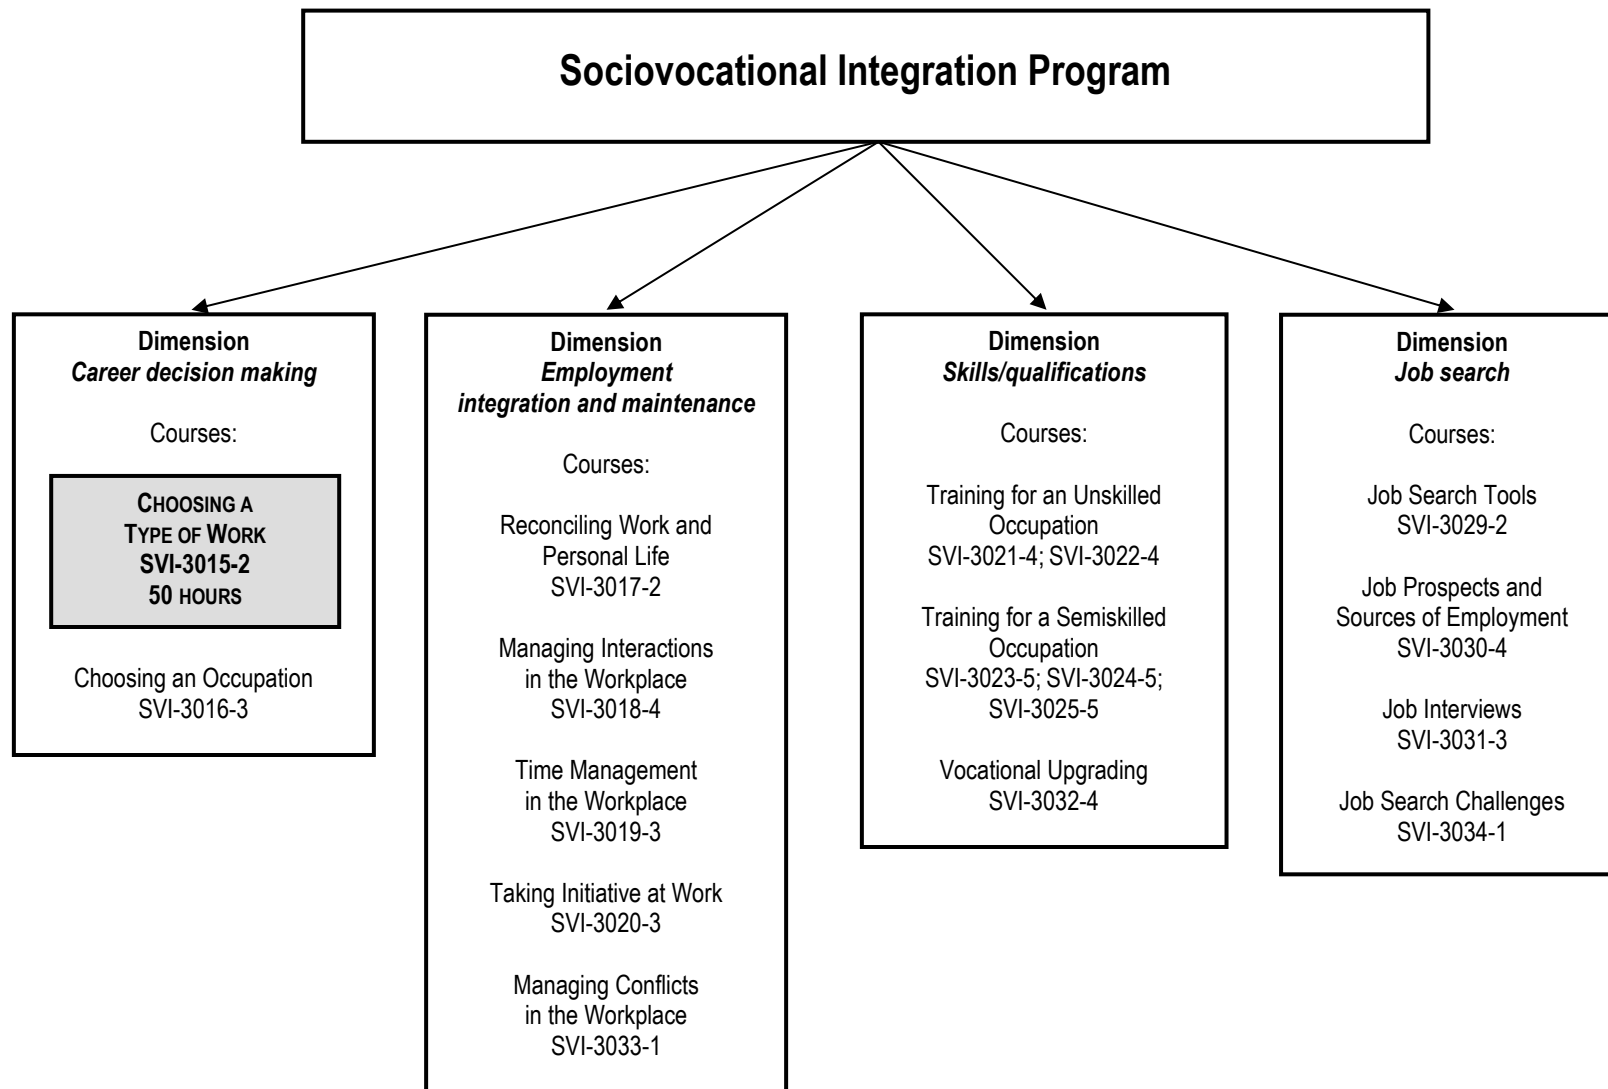 Sociovocational Integration Program
Dimension
Career decision making
Courses:
CHOOSING A
TYPE OF WORK
SVI-3015-2
50 HOURS
Choosing an Occupation
SVI-3016-3
Dimension
Employment
integration and maintenance
Courses:
Reconciling Work and
Personal Life
SVI-3017-2
Managing Interactions
in the Workplace
SVI-3018-4
Time Management
in the Workplace
SVI-3019-3
Taking Initiative at Work
SVI-3020-3
Managing Conflicts
in the Workplace
SVI-3033-1
Dimension
Skills/qualifications
Courses:
Training for an Unskilled
Occupation
SVI-3021-4; SVI-3022-4
Training for a Semiskilled
Occupation
SVI-3023-5; SVI-3024-5;
SVI-3025-5
Vocational Upgrading
SVI-3032-4
Dimension
Job search
Courses:
Job Search Tools
SVI-3029-2
Job Prospects and
Sources of Employment
SVI-3030-4
Job Interviews
SVI-3031-3
Job Search Challenges
SVI-3034-1